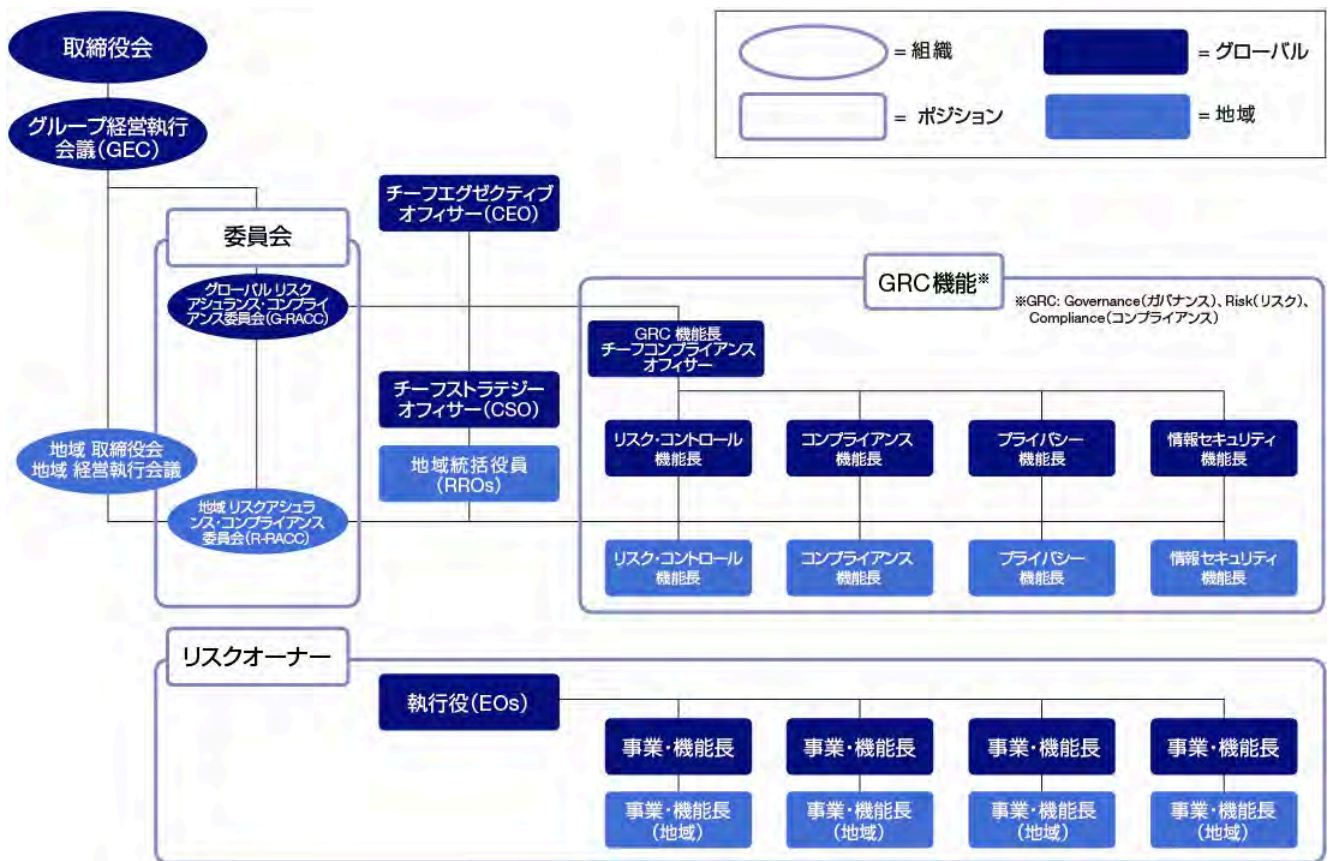 取締役会
グループ経営執行
会議(GEC)
= 組織
= グローバル
= ポジション
= 地域
チーフエグゼクティブ
オフィサー(CEO)
委員会
グローバル リスク
アシュランス・コンプライ
アンス委員会(G-RACC)
GRC 機能※
※GRC: Governance(ガバナンス)、Risk(リスク)、
Compliance(コンプライアンス)
GRC 機能長
チーフコンプライアンス
オフィサー
チーフストラテジー
オフィサー(CSO)
地域 取締役会
地域 経営執行会議
地域統括役員
(RROs)
リスク・コントロール
機能長
コンプライアンス
機能長
プライバシー
機能長
情報セキュリティ
機能長
地域 リスクアシュラ
ンス・コンプライアンス
委員会(R-RACC)
リスク・コントロール
機能長
コンプライアンス
機能長
プライバシー
機能長
情報セキュリティ
機能長
リスクオーナー
執行役(EOs)
事業・機能長
事業・機能長
事業・機能長
事業・機能長
事業・機能長
(地域)
事業・機能長
(地域)
事業・機能長
(地域)
事業・機能長
(地域)